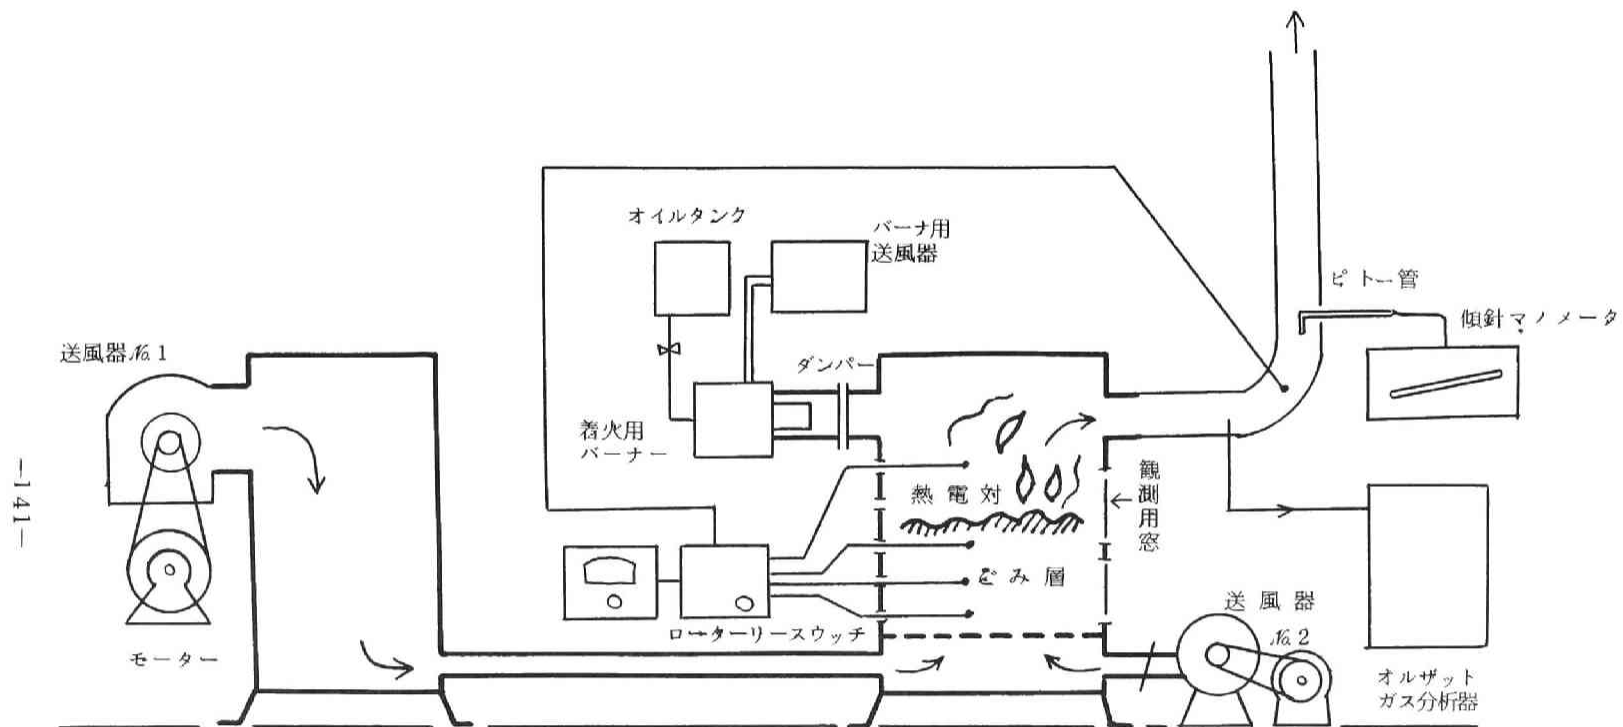 オイルタンク
バーナ用
送風器
ピトー管
傾針マノメータ
送風器№1
ダンパー
着火用
バーナー
熱電対
観測用窓
ごみ層
送風器
№2
ローターリースウッチ
モーター
オルザット
ガス分析器
—141—